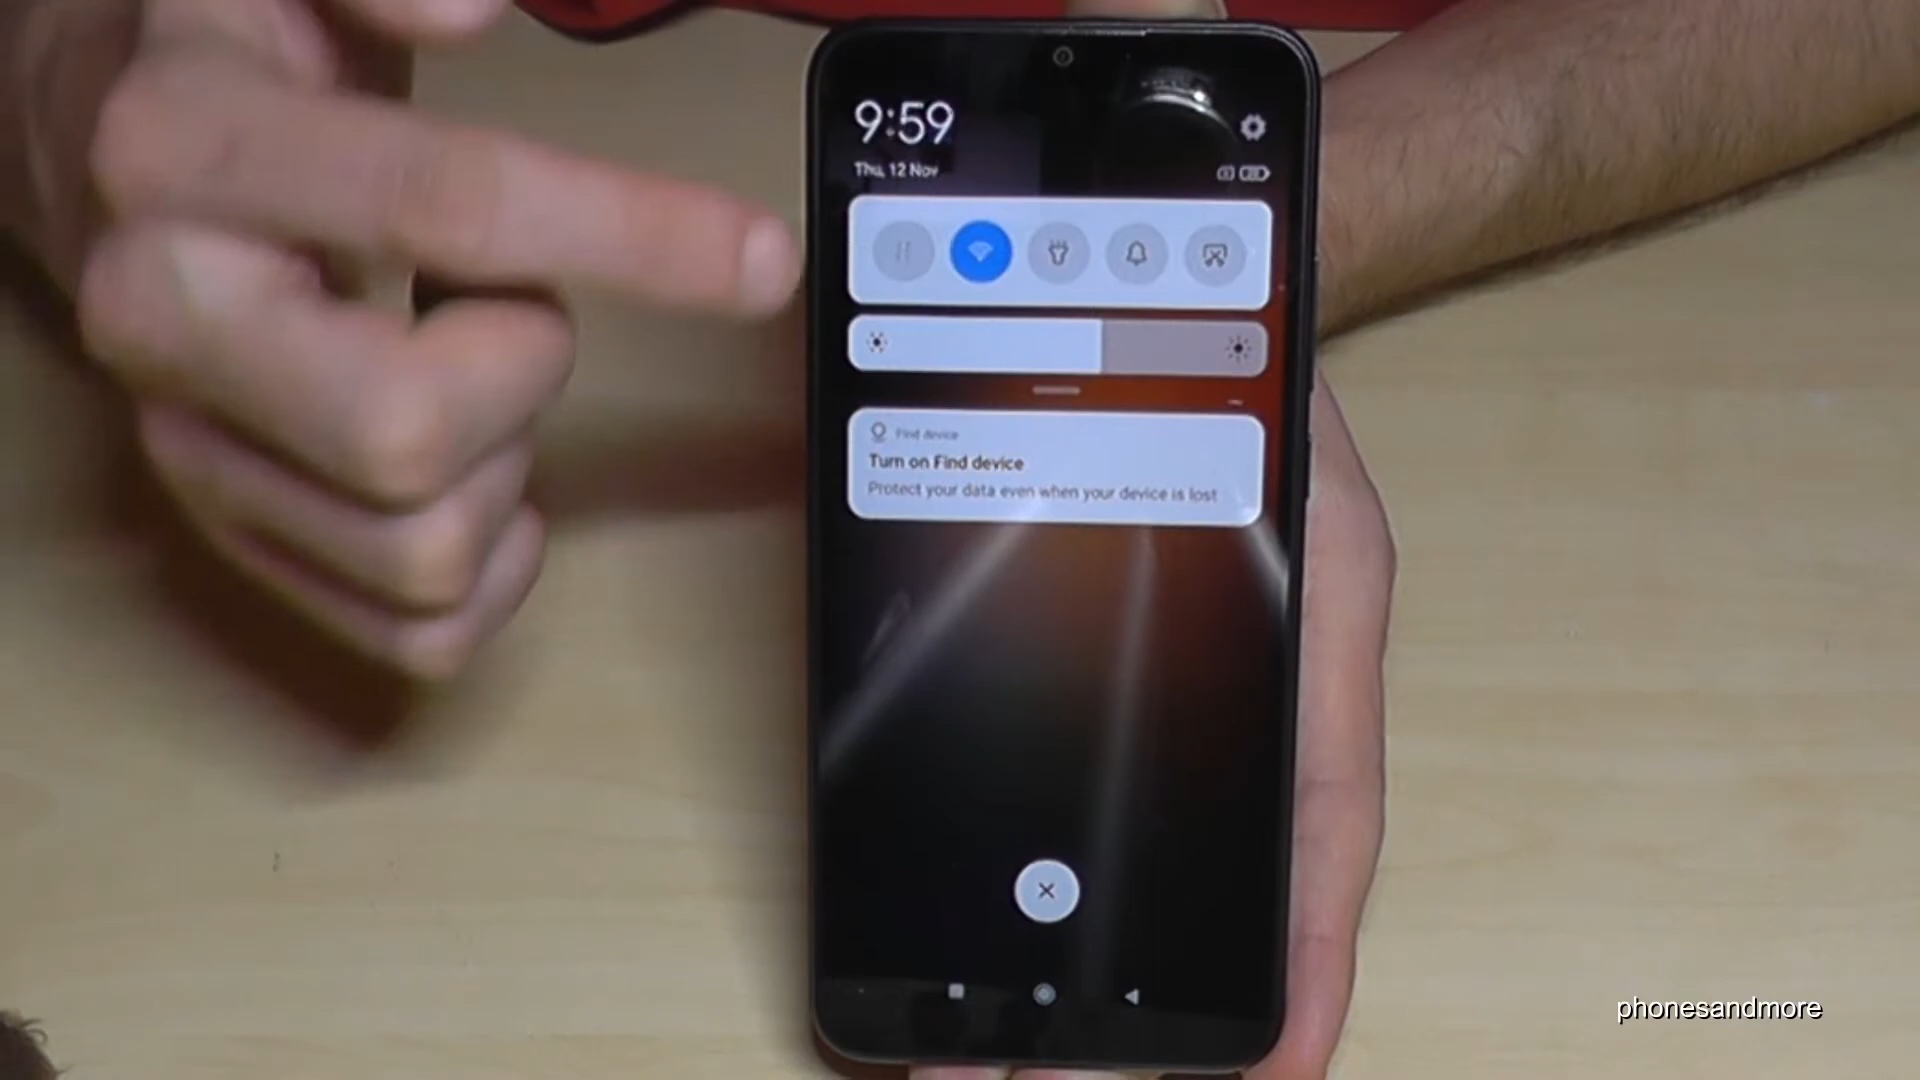 9:59
Thu, 12 Nov
Find device
Turn on Find device
Protect your data even when your device is lost
phonesandmore